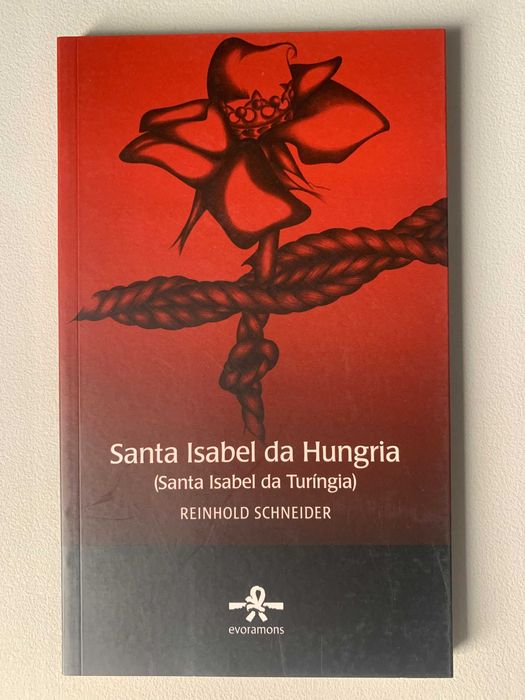 Santa Isabel da Hungria
(Santa Isabel da Turíngia)
REINHOLD SCHNEIDER
evoramons